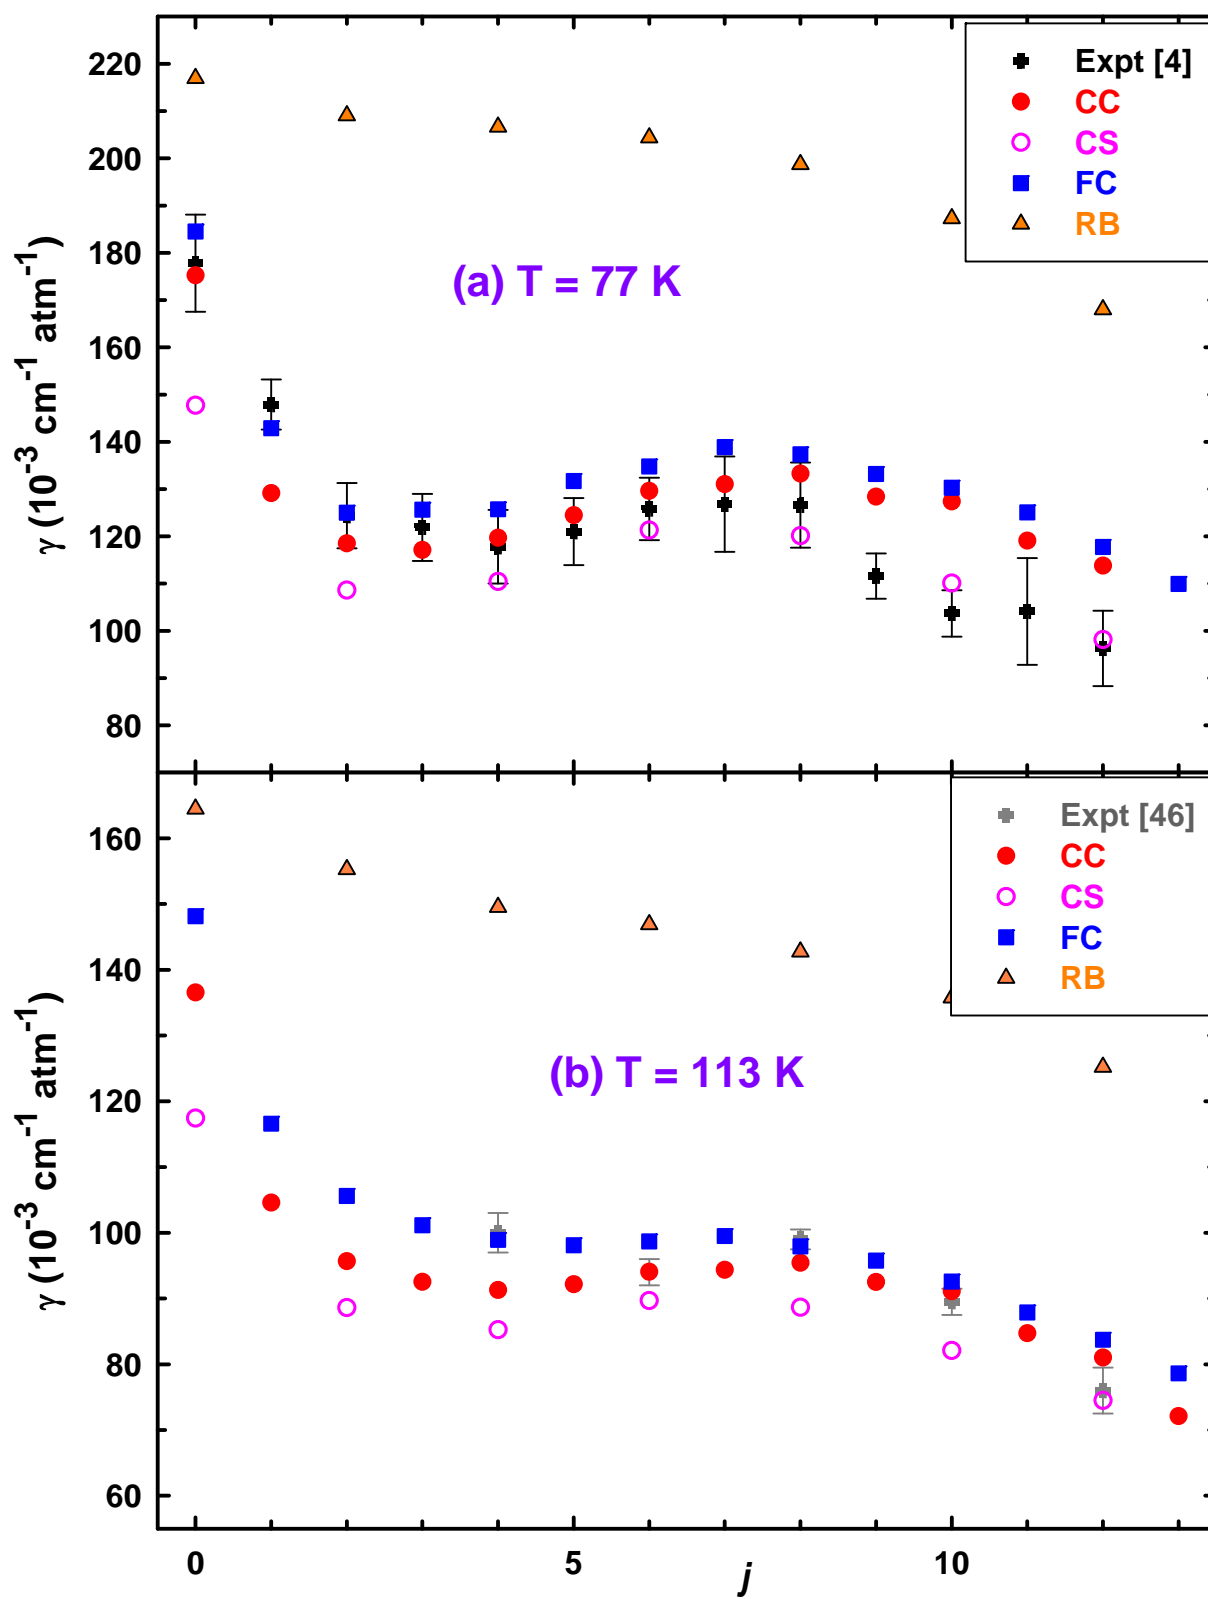 220
200
180
160
140
120
100
80
γ (10⁻³ cm⁻¹ atm⁻¹)
Expt [4]
CC
CS
FC
RB
(a) T = 77 K
160
140
120
100
80
60
γ (10⁻³ cm⁻¹ atm⁻¹)
Expt [46]
CC
CS
FC
RB
(b) T = 113 K
0
5
10
j